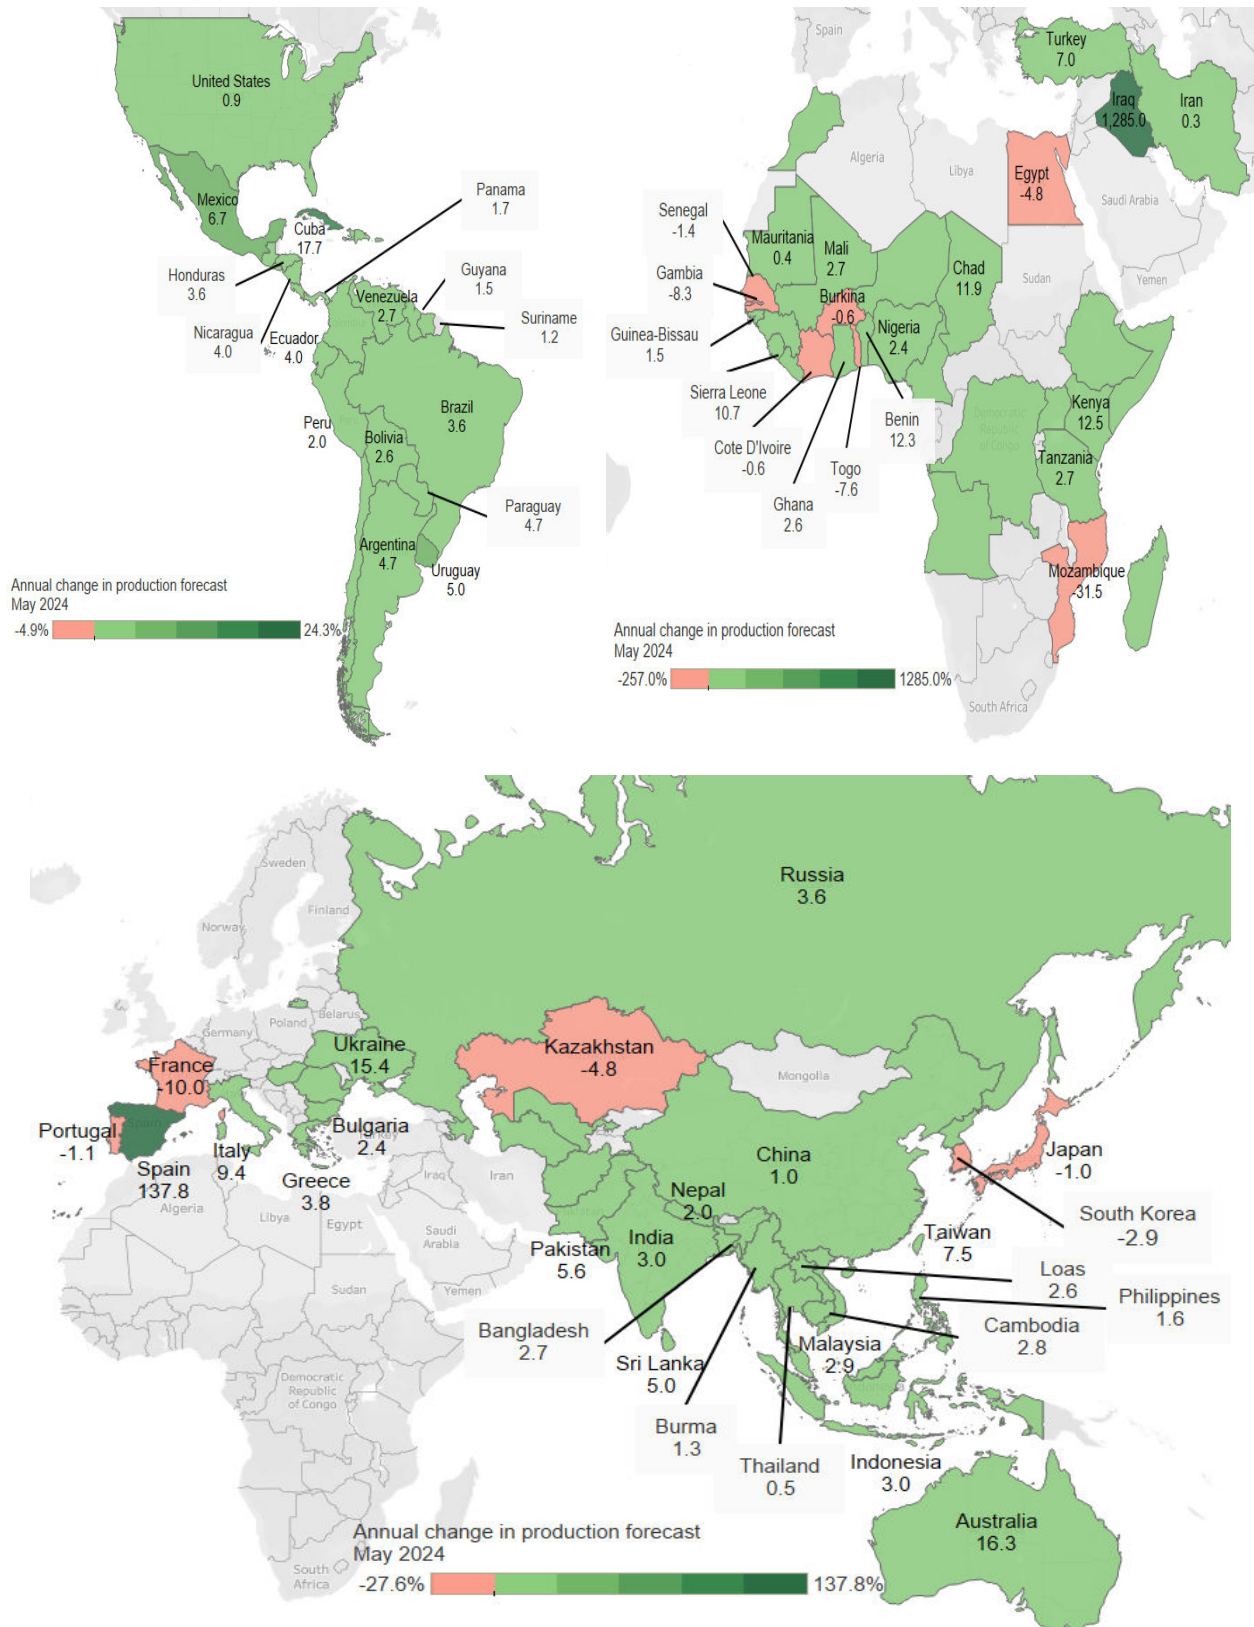 United States
0.9
Mexico
6.7
Cuba
17.7
Panama
1.7
Honduras
3.6
Guyana
1.5
Venezuela
2.7
Suriname
1.2
Nicaragua
4.0
Ecuador
4.0
Brazil
3.6
Peru
2.0
Bolivia
2.6
Paraguay
4.7
Argentina
4.7
Uruguay
5.0
Annual change in production forecast
May 2024
-4.9%
24.3%
Spain
Turkey
7.0
Iraq
1,285.0
Iran
0.3
Algeria
Libya
Egypt
-4.8
Saudi Arabia
Senegal
-1.4
Mauritania
0.4
Mali
2.7
Chad
11.9
Sudan
Yemen
Gambia
-8.3
Burkina
-0.6
Nigeria
2.4
Guinea-Bissau
1.5
Sierra Leone
10.7
Benin
12.3
Kenya
12.5
Democratic
Republic
of Congo
Cote D'Ivoire
-0.6
Togo
-7.6
Tanzania
2.7
Ghana
2.6
Mozambique
-31.5
Annual change in production forecast
May 2024
-257.0%
1285.0%
South Africa
Russia
3.6
Sweden
Finland
Norway
Belarus
Poland
Germany
Ukraine
15.4
Kazakhstan
-4.8
Mongolla
France
-10.0
Portugal
-1.1
Spain
Spain
137.8
Italy
9.4
Bulgaria
2.4
Turkey
Greece
3.8
Iraq
Iran
Algeria
Libya
Egypt
Saudi
Arabia
China
1.0
Japan
-1.0
Nepal
2.0
South Korea
-2.9
Pakistan
5.6
India
3.0
Taiwan
7.5
Loas
2.6
Philippines
1.6
Sudan
Yemen
Bangladesh
2.7
Cambodia
2.8
Malaysia
2.9
Sri Lanka
5.0
Democratic
Republic
of Congo
Indonesia
Burma
1.3
Thailand
0.5
Indonesia
3.0
Australia
16.3
Annual change in production forecast
May 2024
-27.6%
137.8%
South
Africa